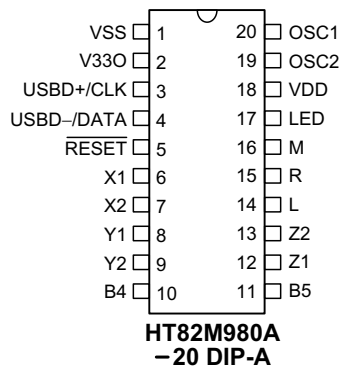 VSS 1 20 OSC1
V33O 2 19 OSC2
USBD+/CLK 3 18 VDD
USBD–/DATA 4 17 LED
RESET 5 16 M
X1 6 15 R
X2 7 14 L
Y1 8 13 Z2
Y2 9 12 Z1
B4 10 11 B5
HT82M980A
–20 DIP-A